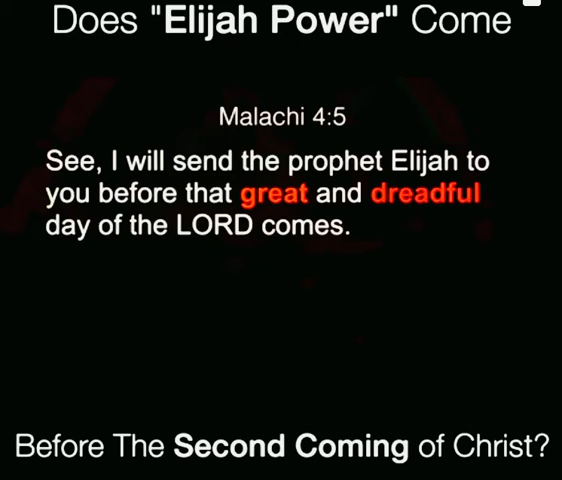 Does "Elijah Power" Come
Malachi 4:5
See, I will send the prophet Elijah to
you before that great and dreadful
day of the LORD comes.
Before The Second Coming of Christ?